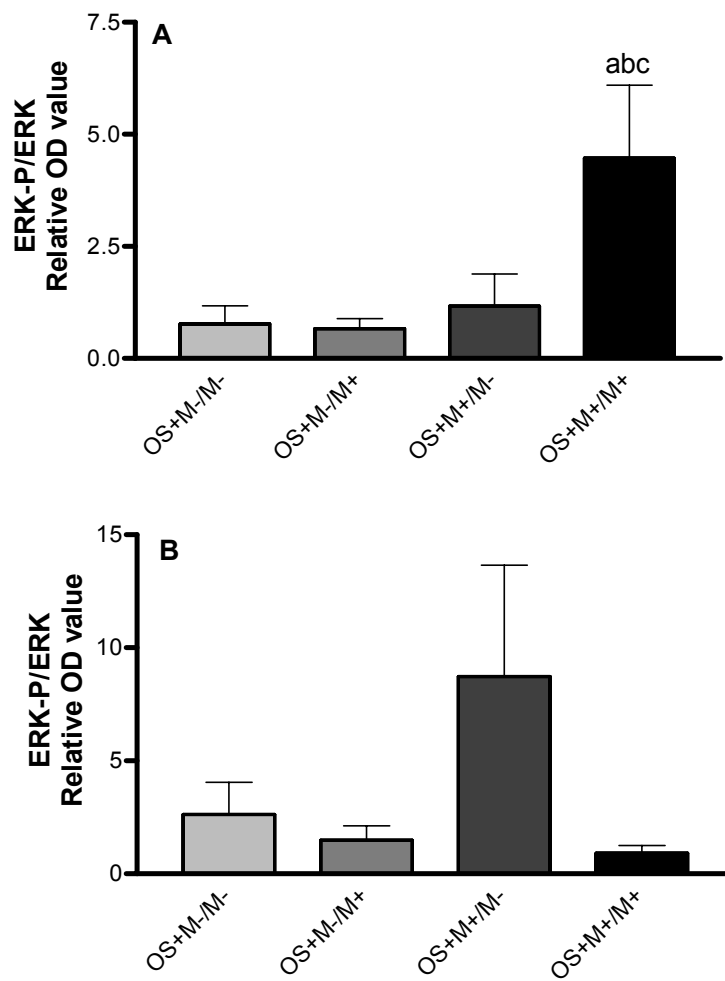 A
ERK-P/ERK
Relative OD value
7.5
5.0
2.5
0.0
abc
OS+M-/M-
OS+M-/M+
OS+M+/M-
OS+M+/M+
B
ERK-P/ERK
Relative OD value
15
10
5
0
OS+M-/M-
OS+M-/M+
OS+M+/M-
OS+M+/M+